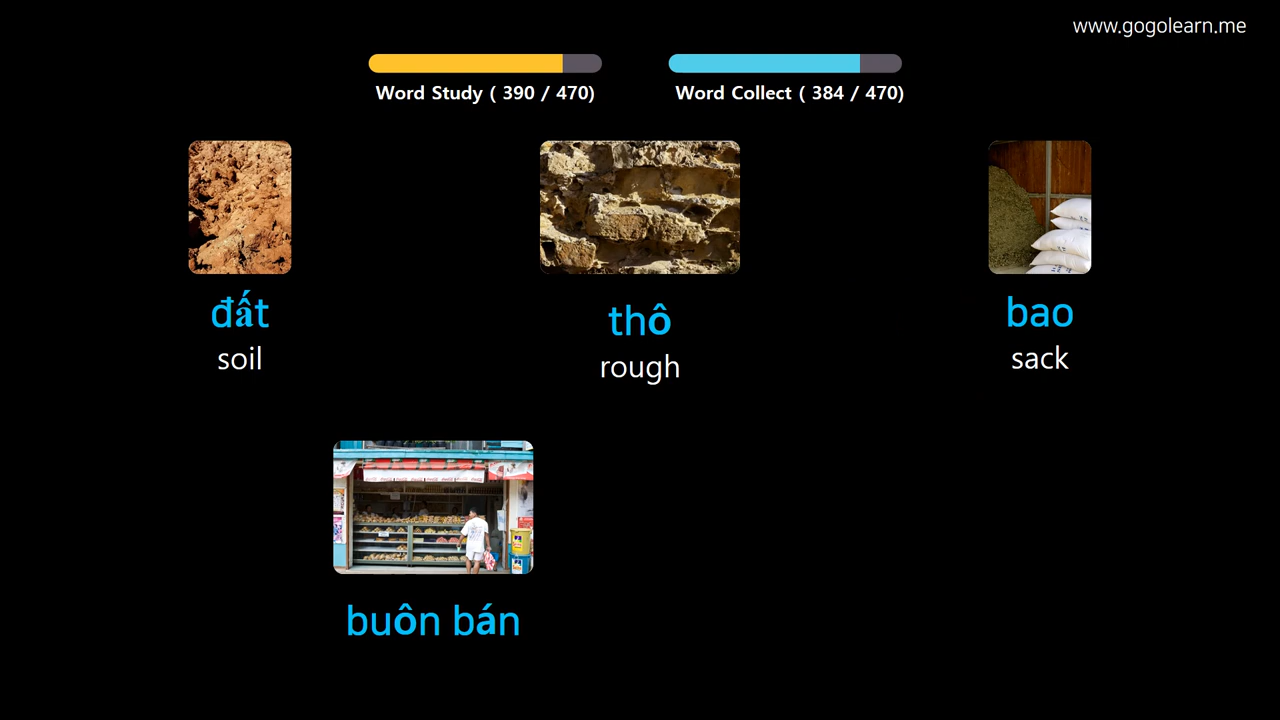 www.gogolearn.me
Word Study ( 390 / 470)
Word Collect ( 384 / 470)
đất
soil
thô
rough
bao
sack
buôn bán